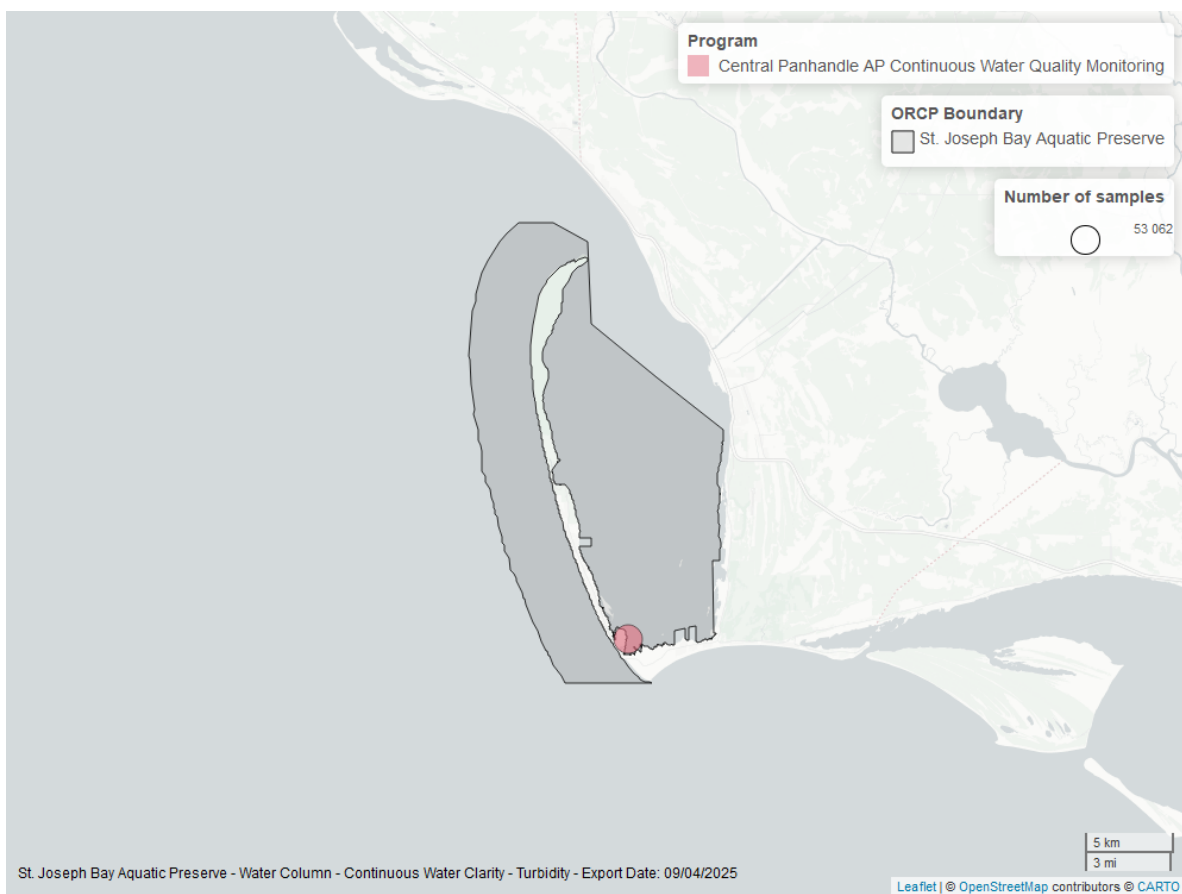 Program
Central Panhandle AP Continuous Water Quality Monitoring
ORCP Boundary
St. Joseph Bay Aquatic Preserve
Number of samples
53 062
5 km
3 mi
St. Joseph Bay Aquatic Preserve - Water Column - Continuous Water Clarity - Turbidity - Export Date: 09/04/2025
Leaflet | © OpenStreetMap contributors © CARTO